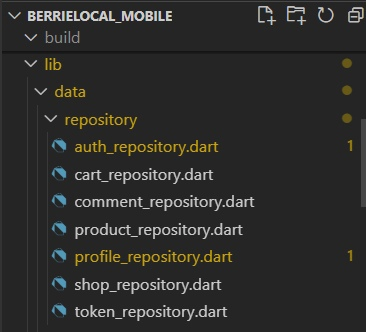 BERRIELOCAL_MOBILE
build
lib
data
repository
auth_repository.dart 1
cart_repository.dart
comment_repository.dart
product_repository.dart
profile_repository.dart 1
shop_repository.dart
token_repository.dart